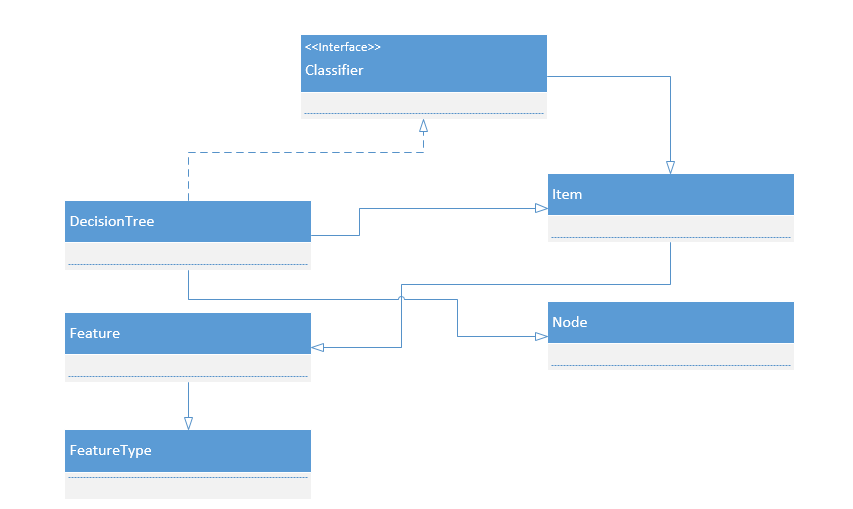 <<Interface>>
Classifier
Item
DecisionTree
Node
Feature
FeatureType